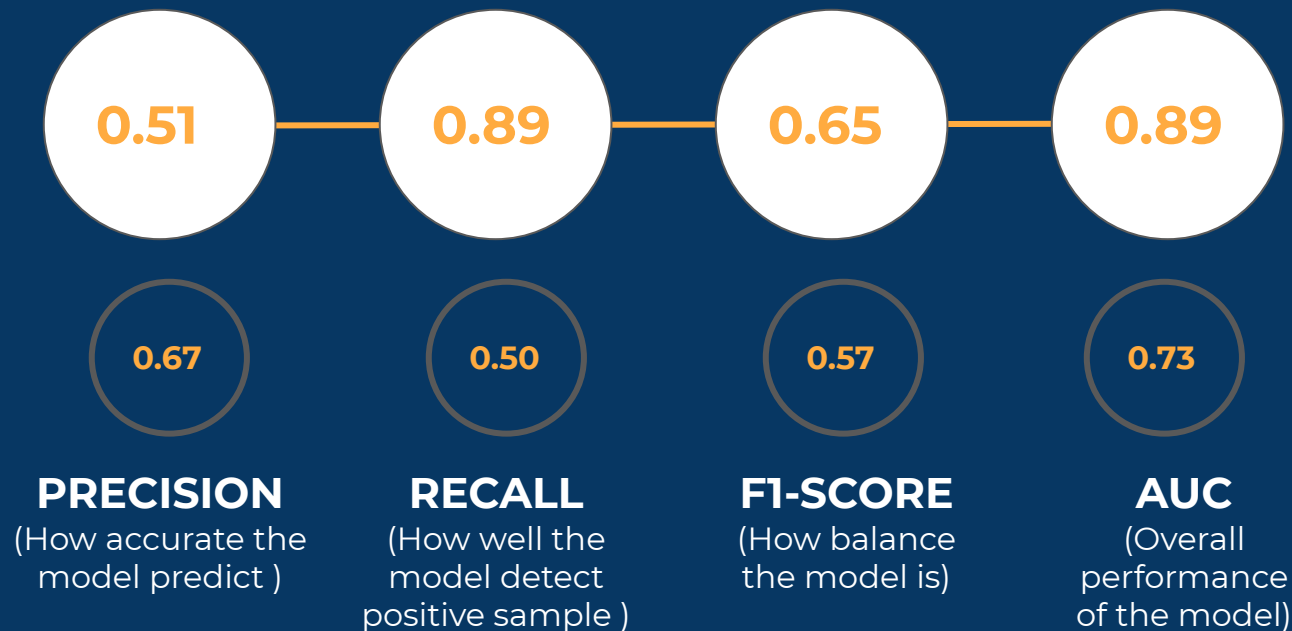 0.51
0.89
0.65
0.89
0.67
0.50
0.57
0.73
PRECISION
(How accurate the
model predict )
RECALL
(How well the
model detect
positive sample )
F1-SCORE
(How balance
the model is)
AUC
(Overall
performance
of the model)